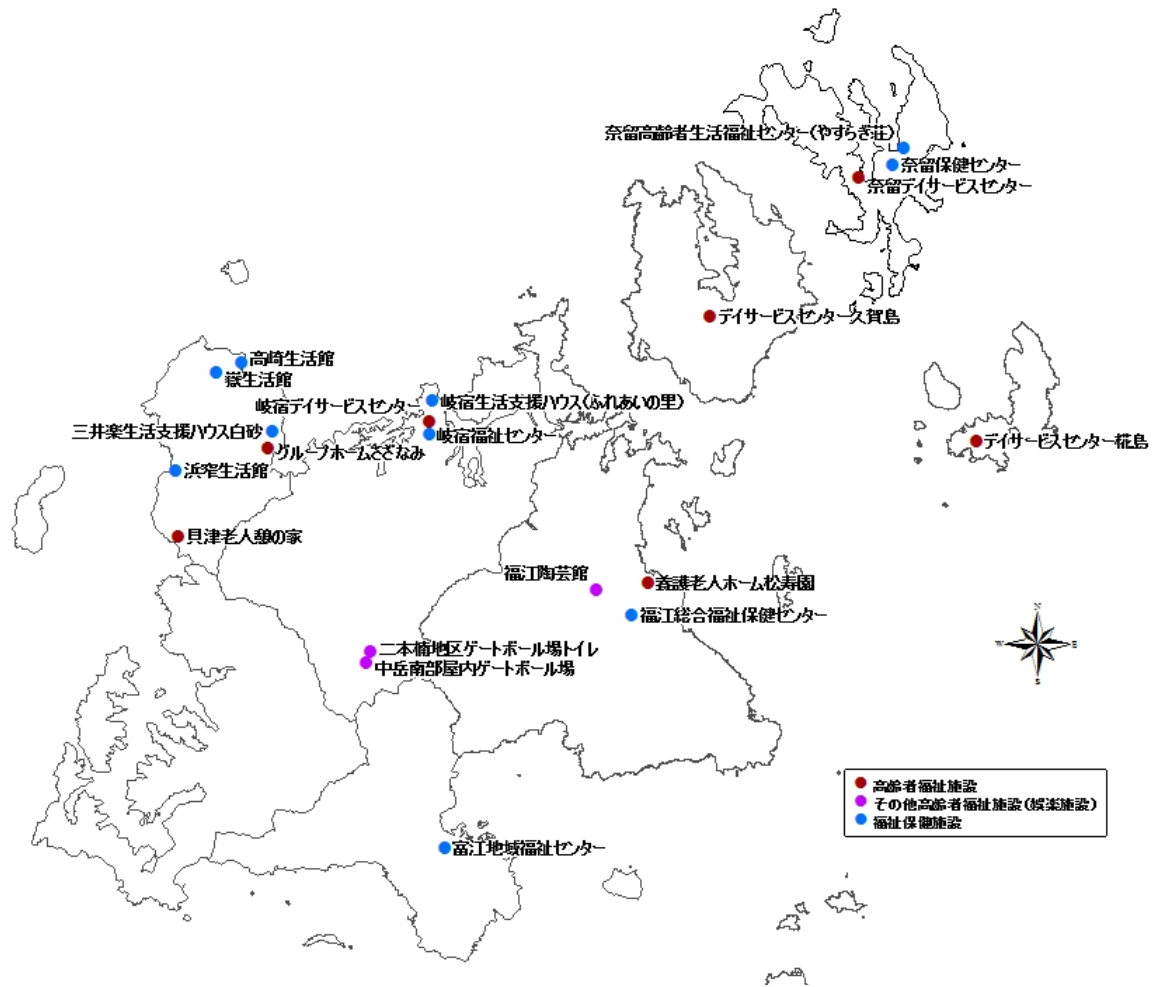 奈留高齢者生活福祉センター(やすらぎ荘)
奈留保健センター
奈留デイサービスセンター
デイサービスセンター久賀島
高崎生活館
嶽生活館
岐宿デイサービスセンター
岐宿生活支援ハウス(ふれあいの里)
三井楽生活支援ハウス白砂
岐宿福祉センター
グループホームさざなみ
デイサービスセンター椛島
浜窄生活館
貝津老人憩の家
福江陶芸館
養護老人ホーム松寿園
福江総合福祉保健センター
N
W
E
S
二本楠地区ゲートボール場トイレ
中岳南部屋内ゲートボール場
高齢者福祉施設
その他高齢者福祉施設(娯楽施設)
福祉保健施設
富江地域福祉センター